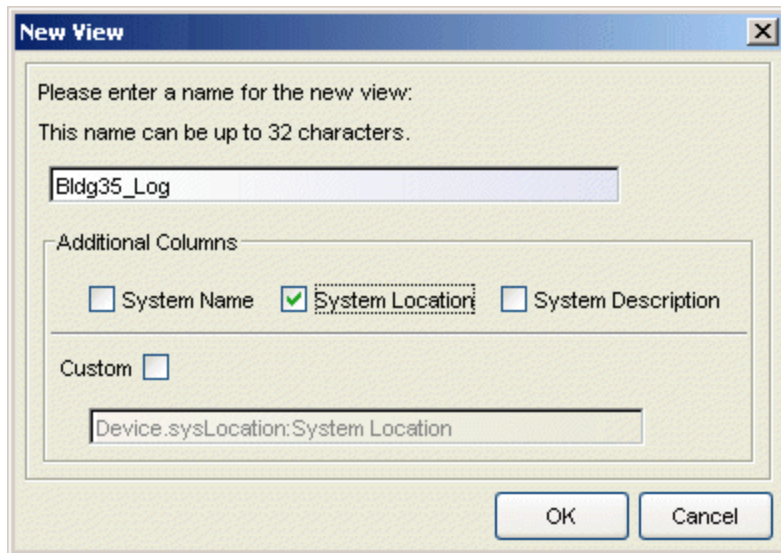 New View
Please enter a name for the new view:
This name can be up to 32 characters.
Bldg35_Log
Additional Columns
System Name System Location System Description
Custom
Device.sysLocation:System Location
OK Cancel